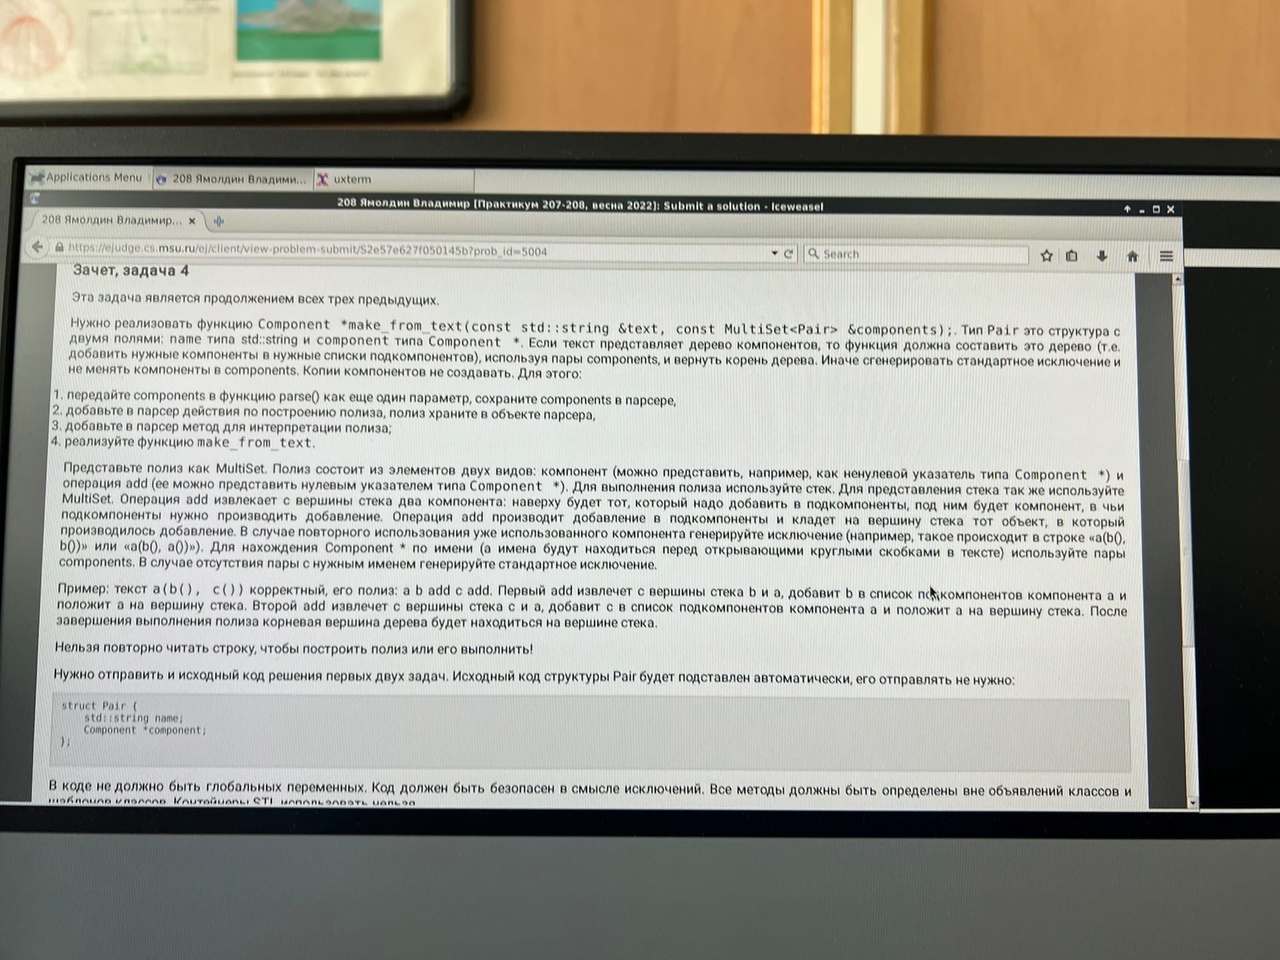 Applications Menu
208 Ямолдин Владими...
uxterm
208 Ямолдин Владимир [Практикум 207-208, весна 2022]: Submit a solution - Iceweasel
208 Ямолдин Владимир...
https://ejudge.cs.msu.ru/ej/client/view-problem-submit/S2e57e627f050145b?prob_id=5004
Search
Зачет, задача 4
Эта задача является продолжением всех трех предыдущих.
Нужно реализовать функцию Component *make_from_text(const std::string &text, const MultiSet<Pair> &components);. Тип Pair это структура с
двумя полями: name типа std::string и component типа Component *. Если текст представляет дерево компонентов, то функция должна составить это дерево (т.е.
добавить нужные компоненты в нужные списки подкомпонентов), используя пары components, и вернуть корень дерева. Иначе сгенерировать стандартное исключение и
не менять компоненты в components. Копии компонентов не создавать. Для этого:
1. передайте components в функцию parse() как еще один параметр, сохраните components в парсере,
2. добавьте в парсер действия по построению полиза, полиз храните в объекте парсера,
3. добавьте в парсер метод для интерпретации полиза;
4. реализуйте функцию make_from_text.
Представьте полиз как MultiSet. Полиз состоит из элементов двух видов: компонент (можно представить, например, как ненулевой указатель типа Component *) и
операция add (ее можно представить нулевым указателем типа Component *). Для выполнения полиза используйте стек. Для представления стека так же используйте
MultiSet. Операция add извлекает с вершины стека два компонента: наверху будет тот, который надо добавить в подкомпоненты, под ним будет компонент, в чьи
подкомпоненты нужно производить добавление. Операция add производит добавление в подкомпоненты и кладет на вершину стека тот объект, в который
производилось добавление. В случае повторного использования уже использованного компонента генерируйте исключение (например, такое происходит в строке «a(b(),
b())» или «a(b(), a())»). Для нахождения Component * по имени (а имена будут находиться перед открывающими круглыми скобками в тексте) используйте пары
components. В случае отсутствия пары с нужным именем генерируйте стандартное исключение.
Пример: текст a(b(), c()) корректный, его полиз: a b add c add. Первый add извлечет с вершины стека b и a, добавит b в список подкомпонентов компонента a и
положит a на вершину стека. Второй add извлечет с вершины стека c и a, добавит c в список подкомпонентов компонента a и положит a на вершину стека. После
завершения выполнения полиза корневая вершина дерева будет находиться на вершине стека.
Нельзя повторно читать строку, чтобы построить полиз или его выполнить!
Нужно отправить и исходный код решения первых двух задач. Исходный код структуры Pair будет подставлен автоматически, его отправлять не нужно:
struct Pair {
std::string name;
Component *component;
};
В коде не должно быть глобальных переменных. Код должен быть безопасен в смысле исключений. Все методы должны быть определены вне объявлений классов и
шаблонов классов. Контейнеры STL использовать нельзя.